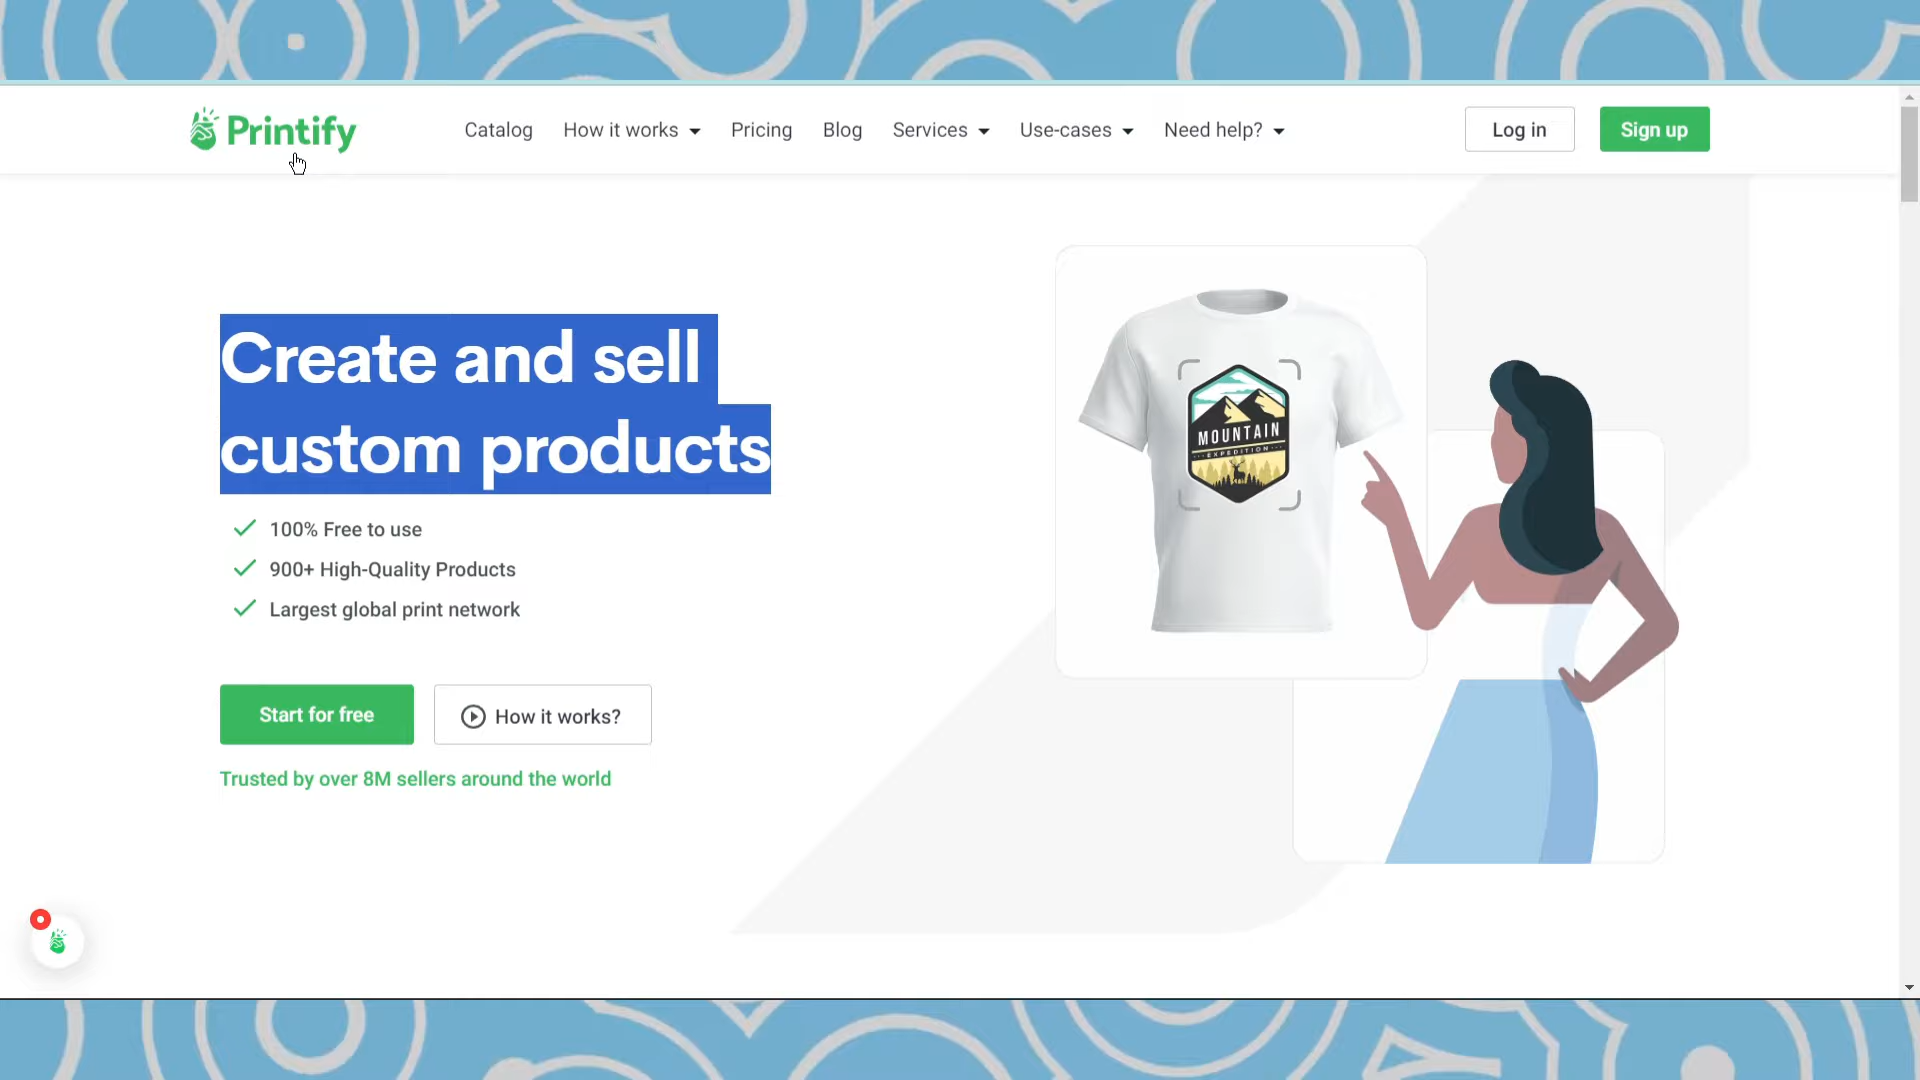 Printify
Catalog
How it works
Pricing
Blog
Services
Use-cases
Need help?
Log in
Sign up
Create and sell
custom products
100% Free to use
900+ High-Quality Products
Largest global print network
Start for free
How it works?
Trusted by over 8M sellers around the world
MOUNTAIN
EXPEDITION